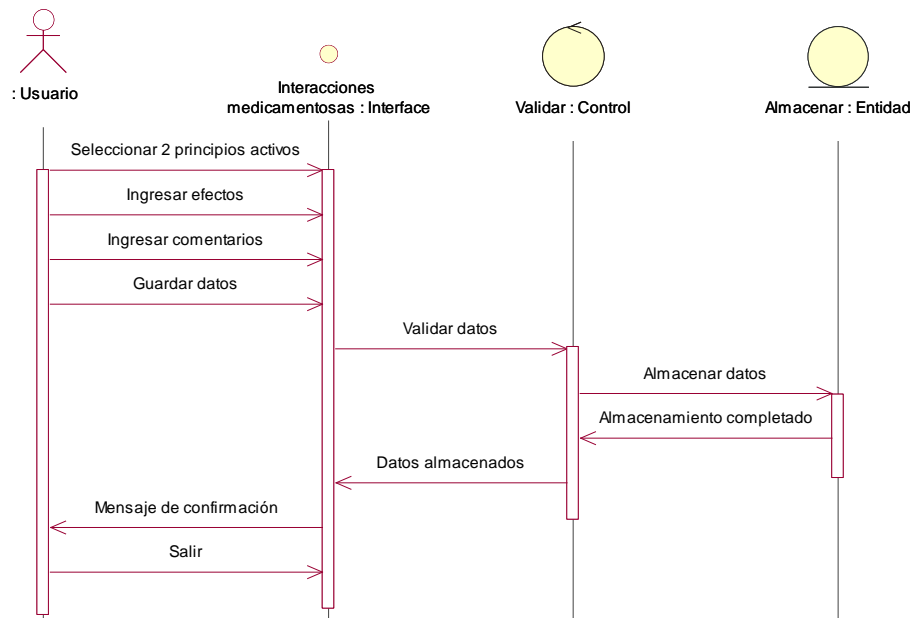 : Usuario
Interacciones
medicamentosas : Interface
Validar : Control
Almacenar : Entidad
Seleccionar 2 principios activos
Ingresar efectos
Ingresar comentarios
Guardar datos
Validar datos
Almacenar datos
Almacenamiento completado
Datos almacenados
Mensaje de confirmación
Salir